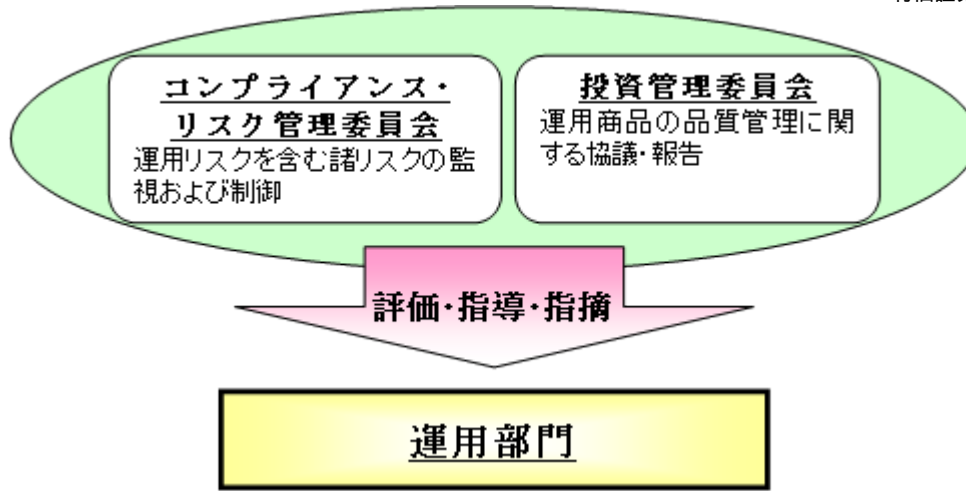 コンプライアンス・
リスク管理委員会
運用リスクを含む諸リスクの監
視および制御
投資管理委員会
運用商品の品質管理に関
する協議・報告
評価・指導・指摘
運用部門